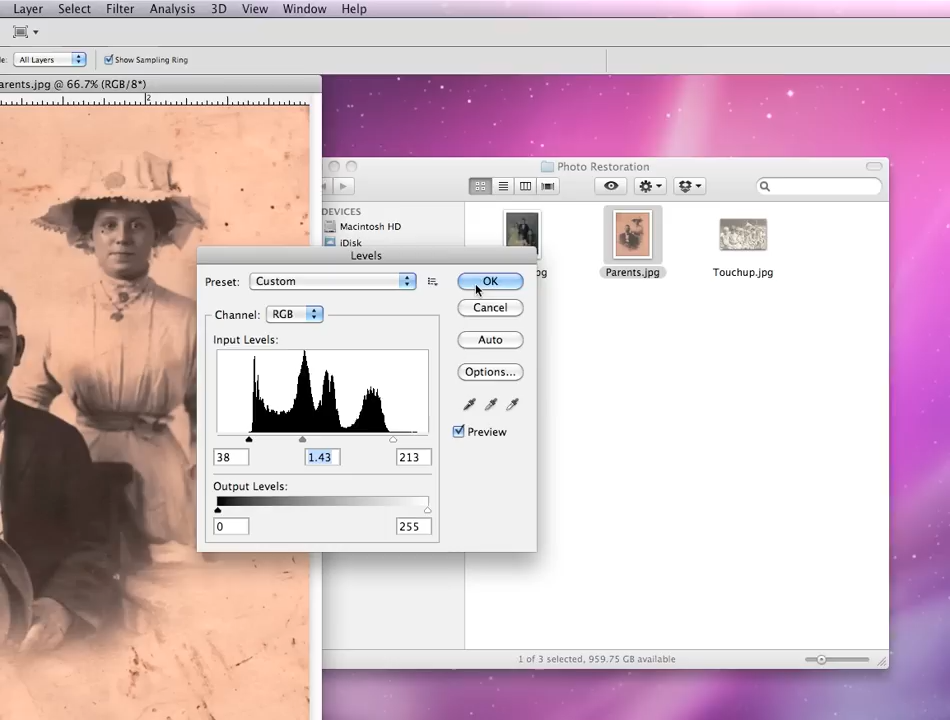 Layer Select Filter Analysis 3D View Window Help
All Layers Show Sampling Ring
arents.jpg @ 66.7% (RGB/8*)
2
Photo Restoration
DEVICES
Macintosh HD
iDisk
Parents.jpg
Touchup.jpg
Levels
Preset: Custom
OK
Cancel
Channel: RGB
Auto
Input Levels:
Options...
Preview
38 1.43 213
Output Levels:
0 255
1 of 3 selected, 959.75 GB available